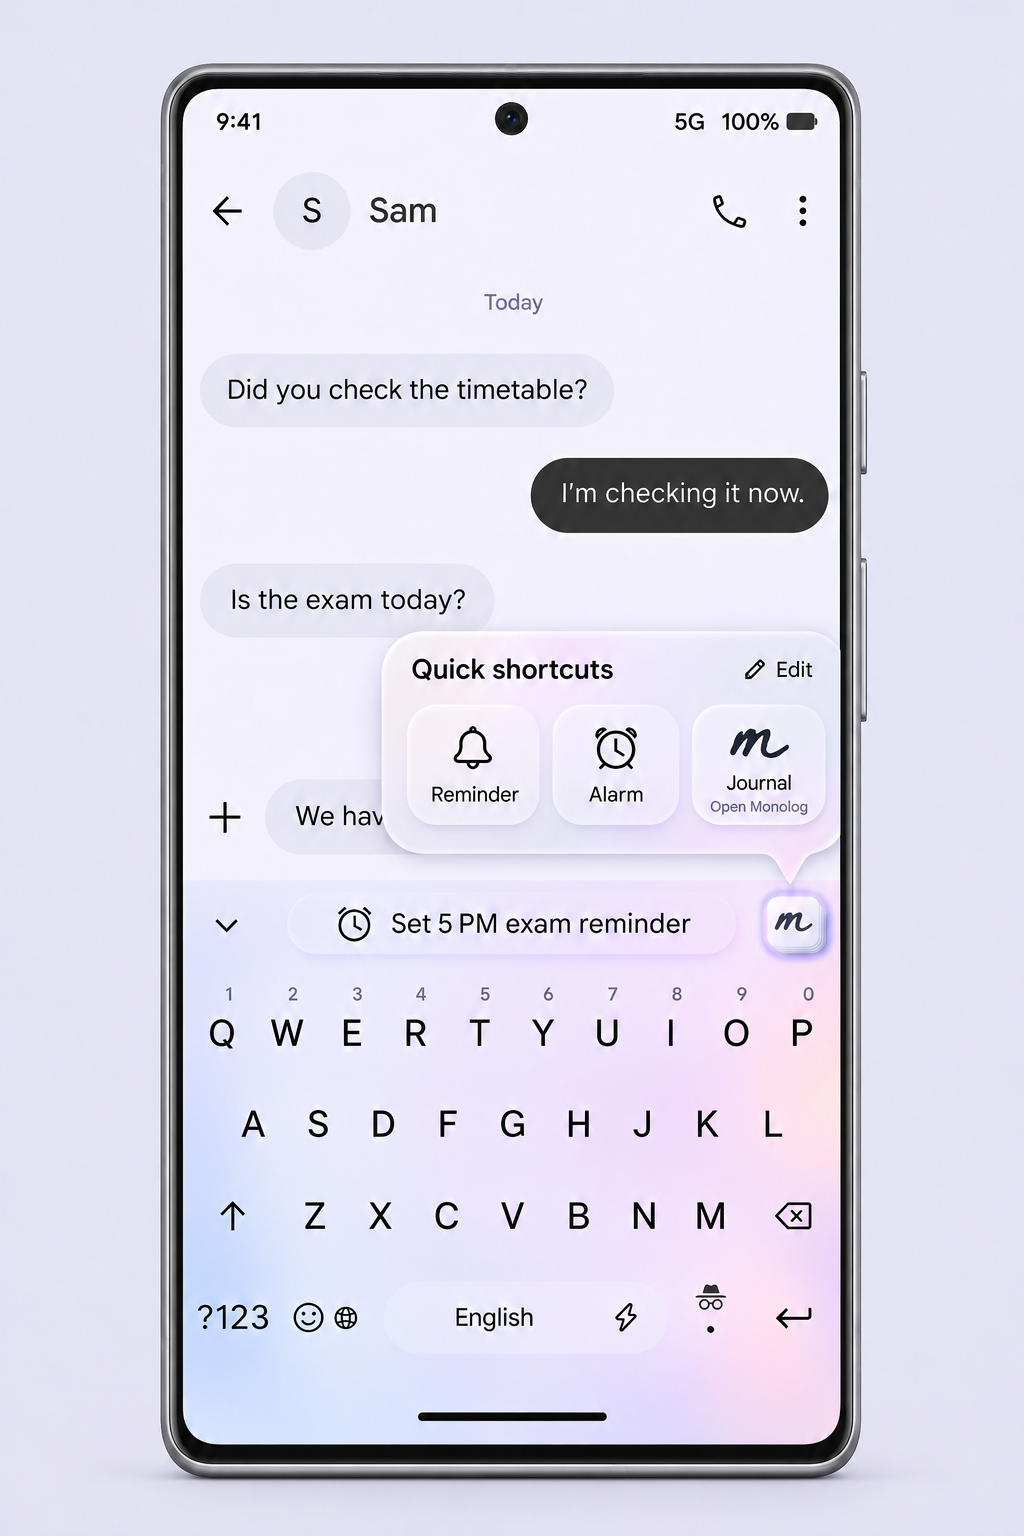 9:41
5G 100%
S Sam
Today
Did you check the timetable?
I'm checking it now.
Is the exam today?
Quick shortcuts Edit
Reminder Alarm Journal
Open Monolog
We hav
Set 5 PM exam reminder m
1 2 3 4 5 6 7 8 9 0
Q W E R T Y U I O P
A S D F G H J K L
Z X C V B N M
?123 English .